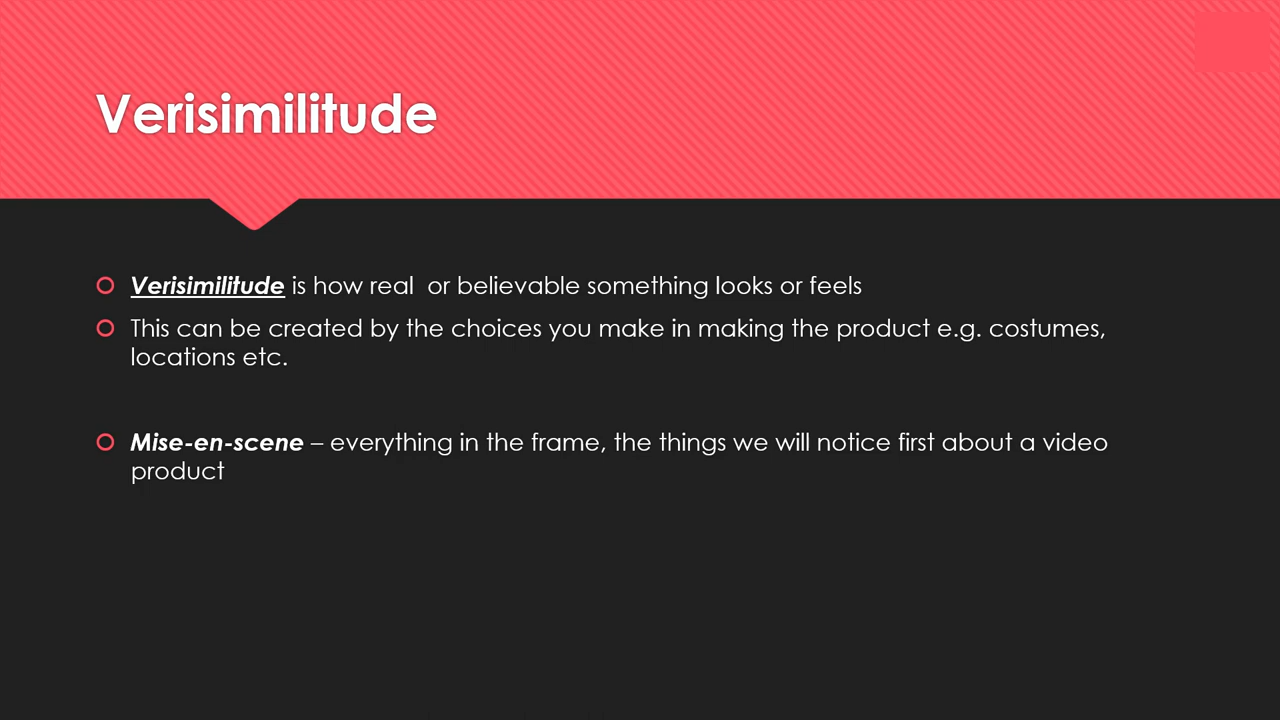 Verisimilitude
Verisimilitude is how real  or believable something looks or feels
This can be created by the choices you make in making the product e.g. costumes,
locations etc.
Mise-en-scene – everything in the frame, the things we will notice first about a video
product